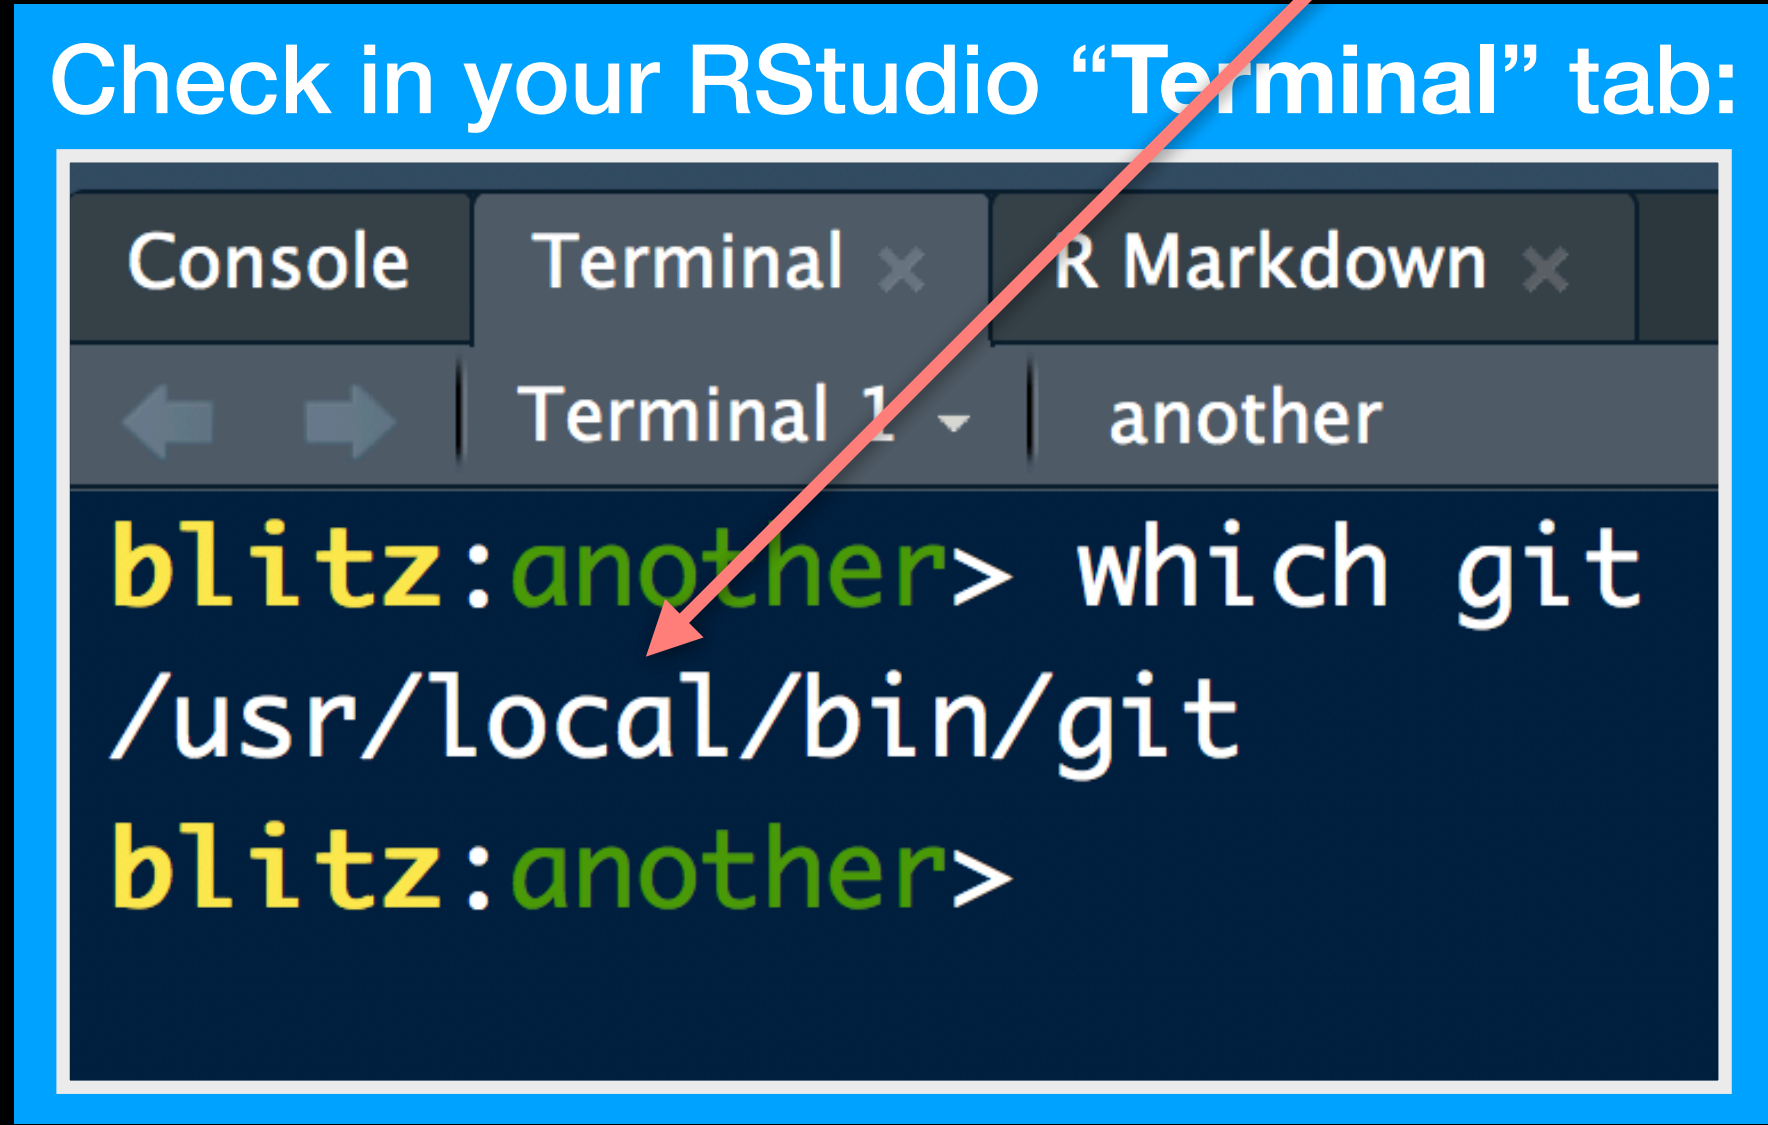 Check in your RStudio “Terminal” tab:
Console Terminal × R Markdown ×
Terminal 1 another
blitz:another> which git
/usr/local/bin/git
blitz:another>